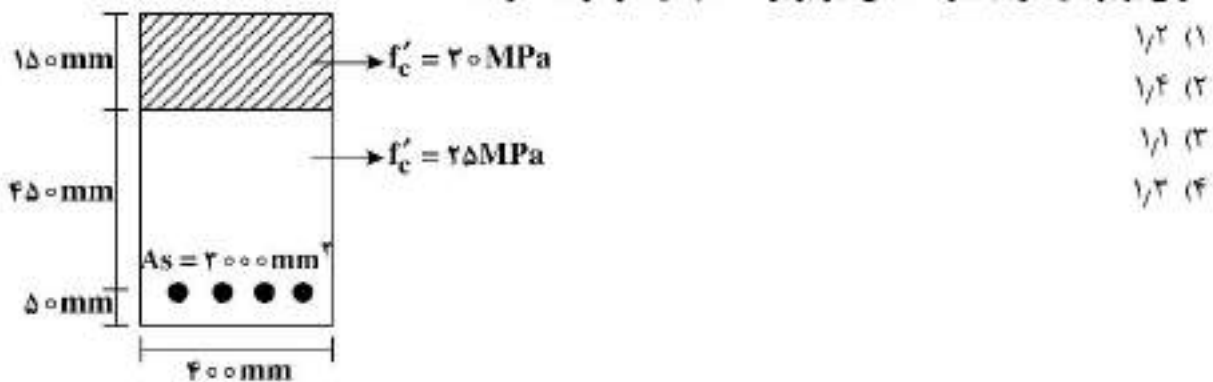 ۱) ۱/۲
۱۵۰mm
f′c = ۲۰MPa
۲) ۱/۴
f′c = ۲۵MPa
۳) ۱/۱
۴۵۰mm
۴) ۱/۳
As = ۲۰۰۰mm۲
۵۰mm
۴۰۰mm